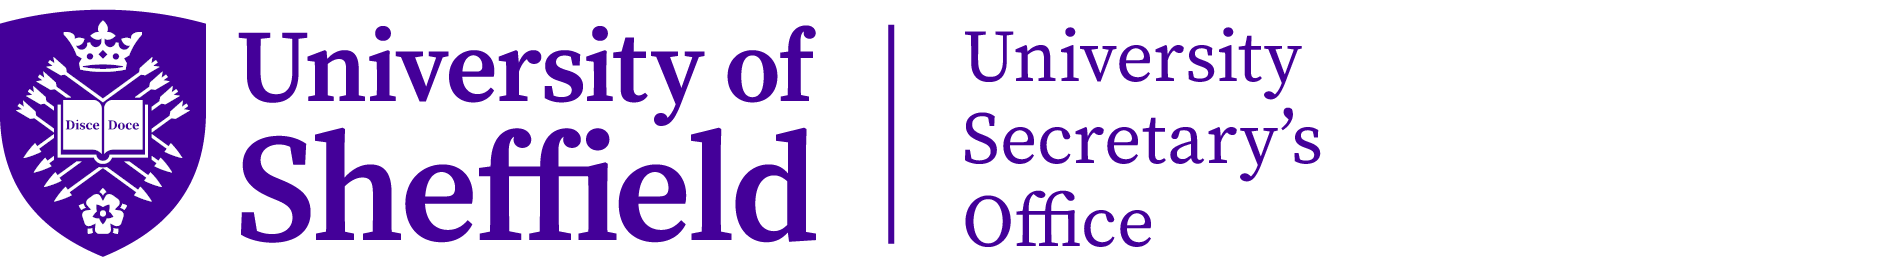 Disce Doce
University of
Sheffield
University
Secretary’s
Office